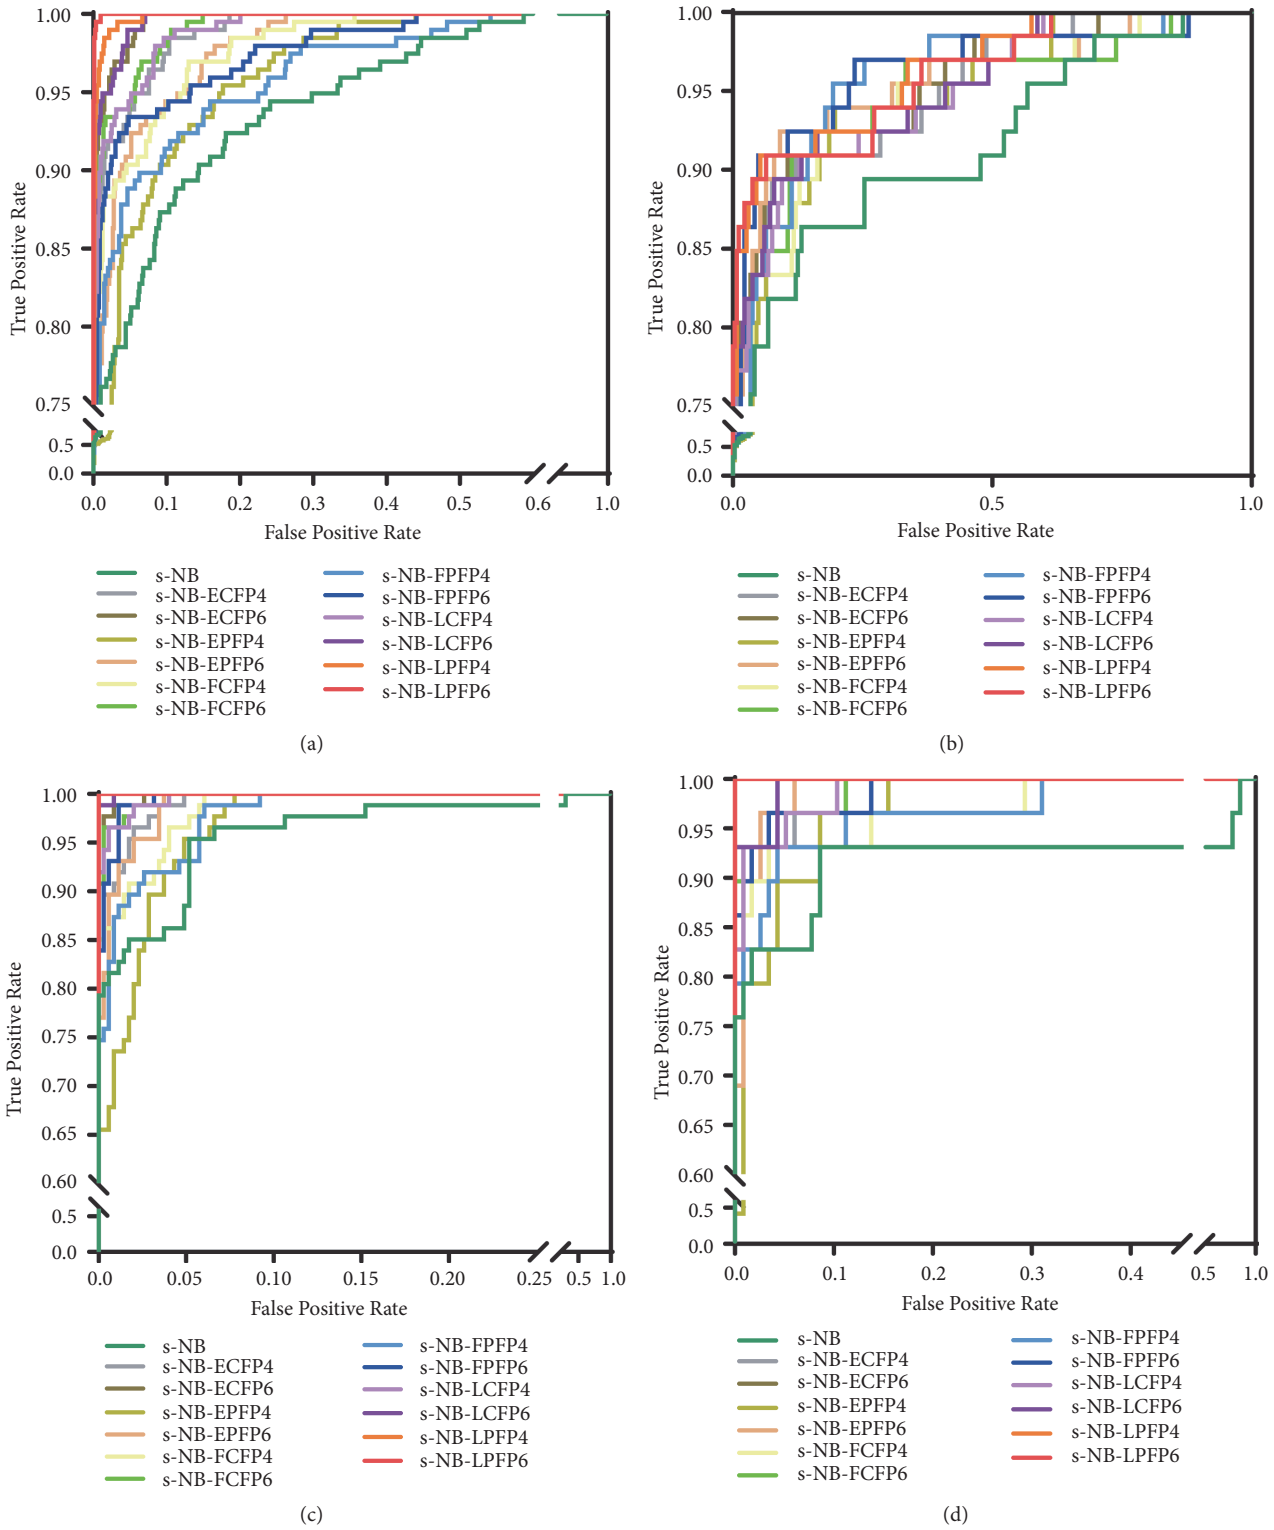 1.00
0.95
0.90
0.85
0.80
0.75
0.5
0.0
True Positive Rate
0.0 0.1 0.2 0.3 0.4 0.5 0.6 1.0
False Positive Rate
s-NB
s-NB-ECFP4
s-NB-ECFP6
s-NB-EPFP4
s-NB-EPFP6
s-NB-FCFP4
s-NB-FCFP6
s-NB-FPFP4
s-NB-FPFP6
s-NB-LCFP4
s-NB-LCFP6
s-NB-LPFP4
s-NB-LPFP6
(a)
1.00
0.95
0.90
0.85
0.80
0.75
0.5
0.0
True Positive Rate
0.0 0.5 1.0
False Positive Rate
s-NB
s-NB-ECFP4
s-NB-ECFP6
s-NB-EPFP4
s-NB-EPFP6
s-NB-FCFP4
s-NB-FCFP6
s-NB-FPFP4
s-NB-FPFP6
s-NB-LCFP4
s-NB-LCFP6
s-NB-LPFP4
s-NB-LPFP6
(b)
1.00
0.95
0.90
0.85
0.80
0.75
0.70
0.65
0.60
0.5
0.0
True Positive Rate
0.0 0.05 0.10 0.15 0.20 0.25 0.5 1.0
False Positive Rate
s-NB
s-NB-ECFP4
s-NB-ECFP6
s-NB-EPFP4
s-NB-EPFP6
s-NB-FCFP4
s-NB-FCFP6
s-NB-FPFP4
s-NB-FPFP6
s-NB-LCFP4
s-NB-LCFP6
s-NB-LPFP4
s-NB-LPFP6
(c)
1.00
0.95
0.90
0.85
0.80
0.75
0.70
0.65
0.60
0.5
0.0
True Positive Rate
0.0 0.1 0.2 0.3 0.4 0.5 1.0
False Positive Rate
s-NB
s-NB-ECFP4
s-NB-ECFP6
s-NB-EPFP4
s-NB-EPFP6
s-NB-FCFP4
s-NB-FCFP6
s-NB-FPFP4
s-NB-FPFP6
s-NB-LCFP4
s-NB-LCFP6
s-NB-LPFP4
s-NB-LPFP6
(d)